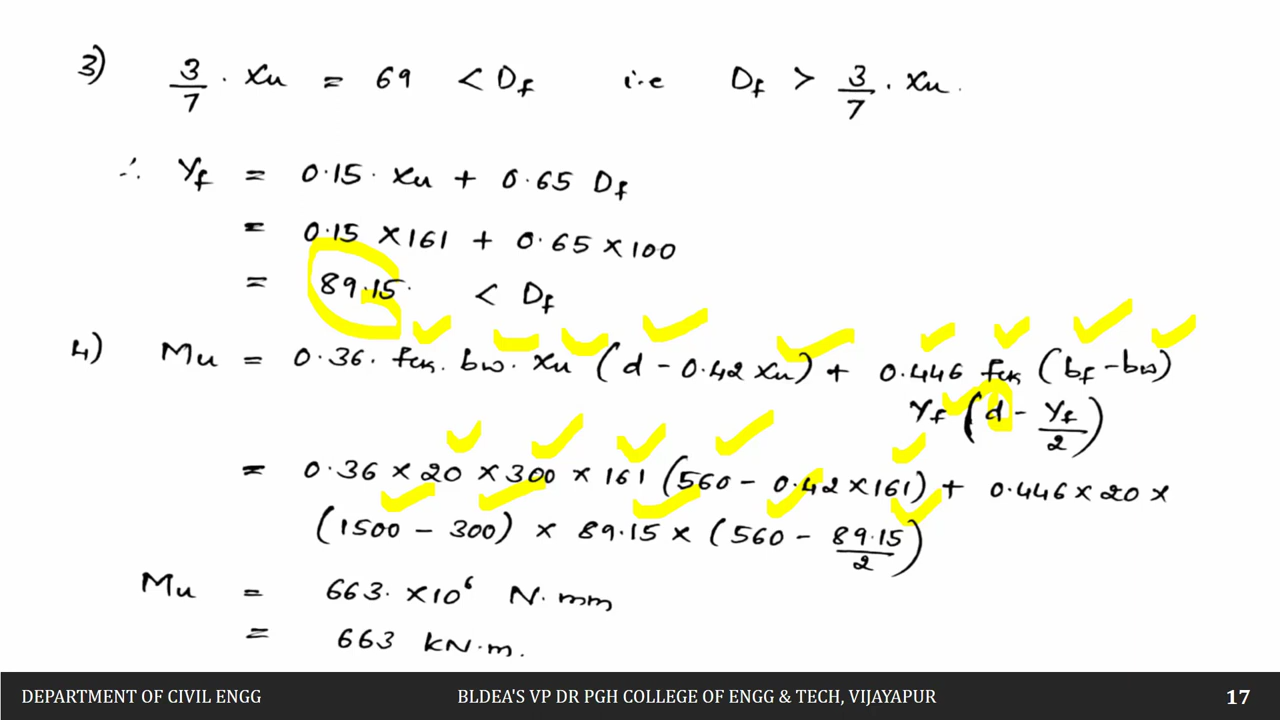 3) 3/7 . xu = 69 < Df i.e Df > 3/7 . xu.
∴ Yf = 0.15. xu + 0.65 Df
= 0.15 × 161 + 0.65 × 100
= 89.15. < Df
4) Mu = 0.36. fck. bw. xu (d - 0.42 xu) + 0.446 fck (bf - bw)
Yf (d - Yf/2)
= 0.36 × 20 × 300 × 161 (560 - 0.42 × 161) + 0.446 × 20 ×
(1500 - 300) × 89.15 × (560 - 89.15/2)
Mu = 663. × 10⁶ N.mm
= 663 kN.m.
DEPARTMENT OF CIVIL ENGG BLDEA'S VP DR PGH COLLEGE OF ENGG & TECH, VIJAYAPUR 17